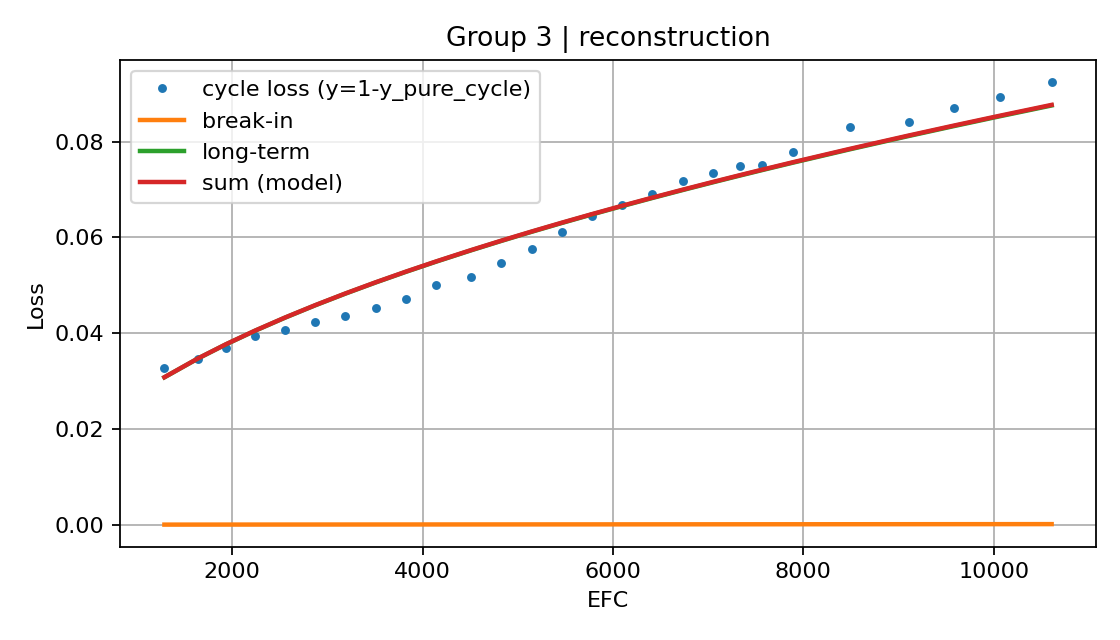 Group 3 | reconstruction
cycle loss (y=1-y_pure_cycle)
break-in
long-term
sum (model)
Loss
0.08
0.06
0.04
0.02
0.00
2000 4000 6000 8000 10000
EFC